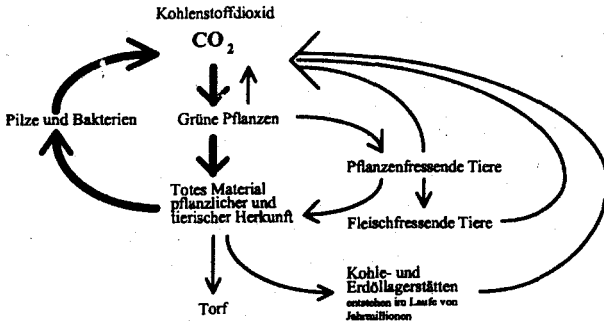 Kohlenstoffdioxid
CO2
Pilze und Bakterien
Grüne Pflanzen
Pflanzenfressende Tiere
Totes Material
pflanzlicher und
tierischer Herkunft
Fleischfressende Tiere
Kohle- und
Erdöllagerstätten
entstehen im Laufe von
Jahrmillionen
Torf